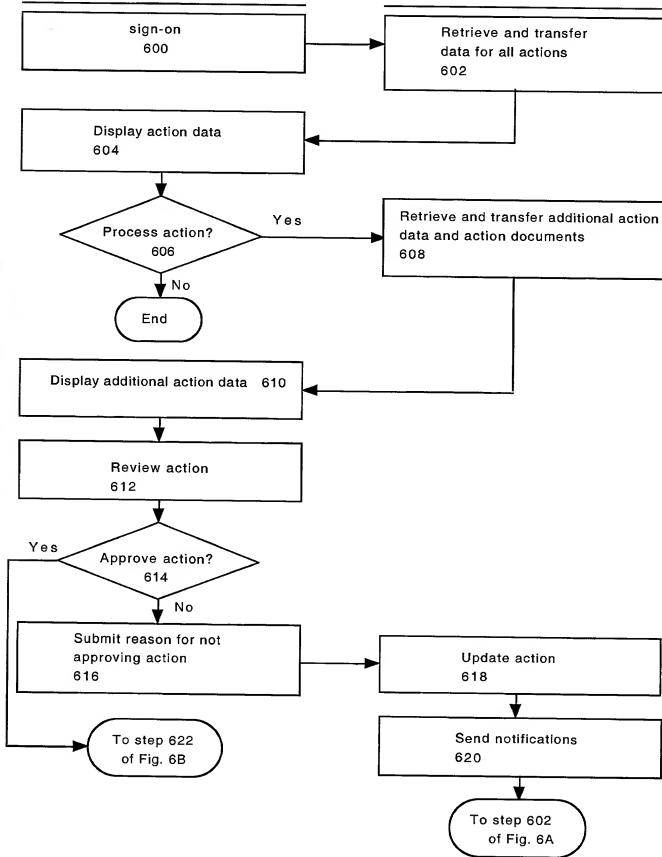 sign-on
600
Retrieve and transfer
data for all actions
602
Display action data
604
Process action?
606
Yes
No
End
Retrieve and transfer additional action
data and action documents
608
Display additional action data 610
Review action
612
Yes
Approve action?
614
No
Submit reason for not
approving action
616
Update action
618
To step 622
of Fig. 6B
Send notifications
620
To step 602
of Fig. 6A